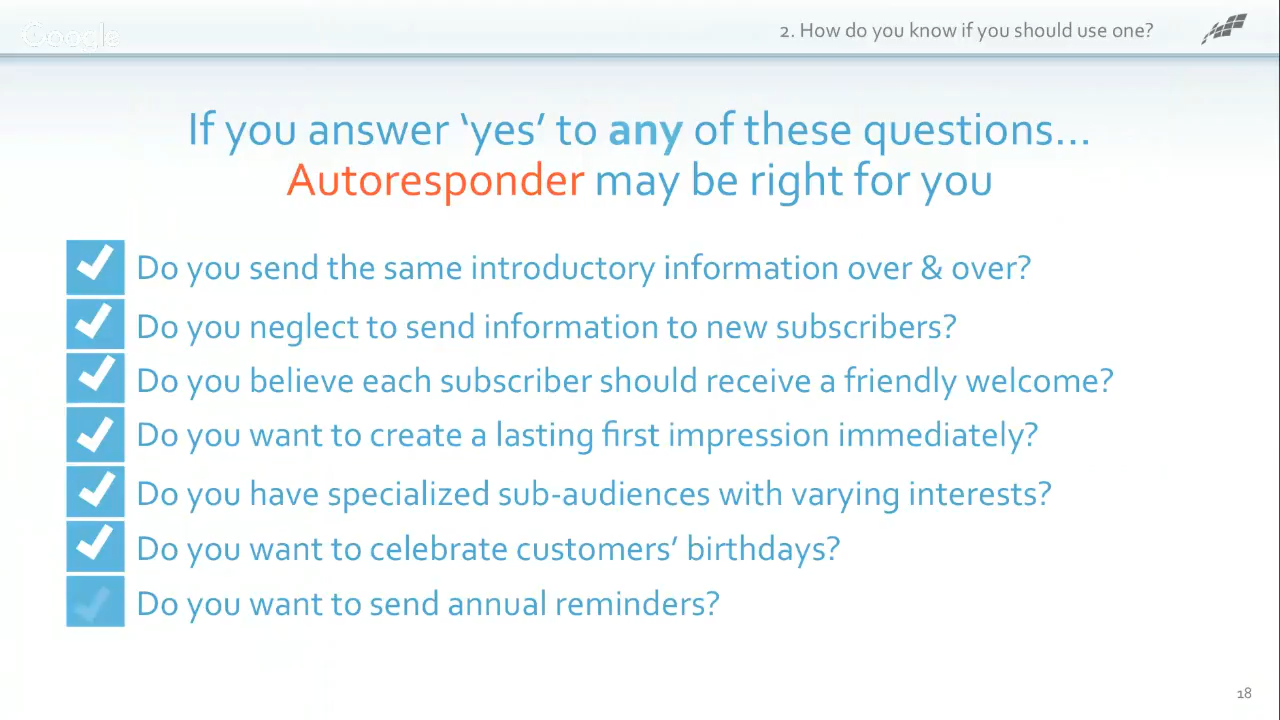 Google
2. How do you know if you should use one?
If you answer ‘yes’ to any of these questions...
Autoresponder may be right for you
Do you send the same introductory information over & over?
Do you neglect to send information to new subscribers?
Do you believe each subscriber should receive a friendly welcome?
Do you want to create a lasting first impression immediately?
Do you have specialized sub-audiences with varying interests?
Do you want to celebrate customers’ birthdays?
Do you want to send annual reminders?
18